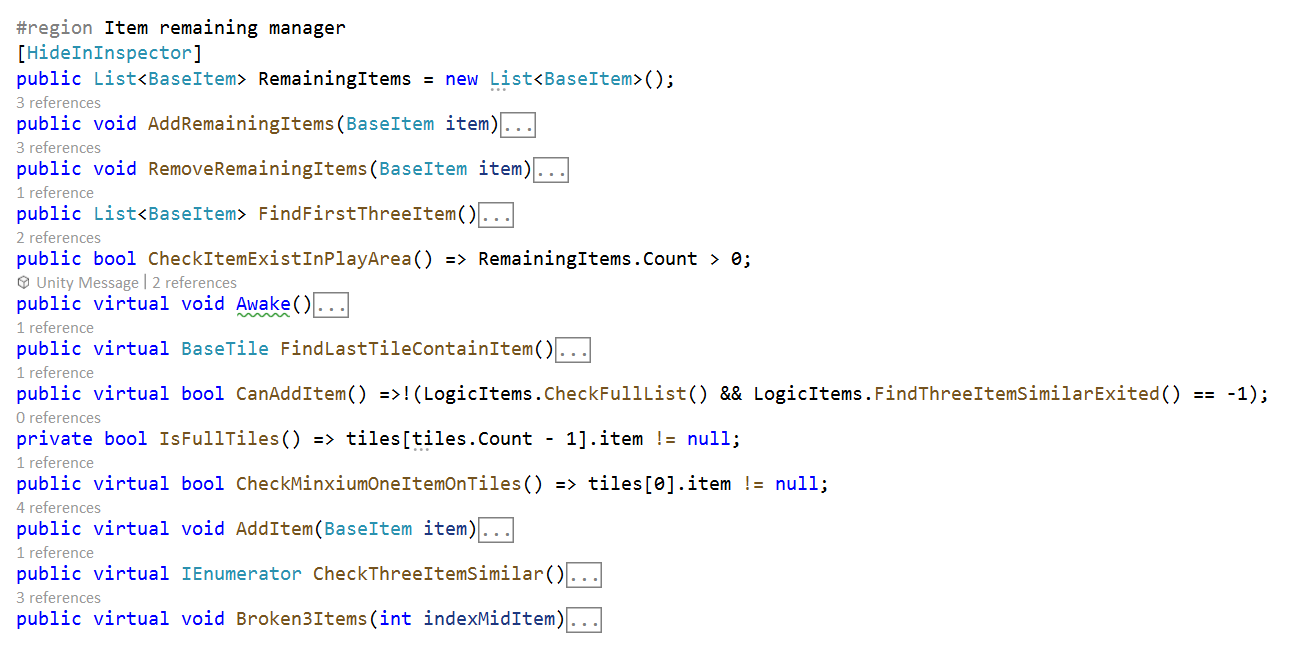 #region Item remaining manager
[HideInInspector]
public List<BaseItem> RemainingItems = new List<BaseItem>();
3 references
public void AddRemainingItems(BaseItem item)...
3 references
public void RemoveRemainingItems(BaseItem item)...
1 reference
public List<BaseItem> FindFirstThreeItem()...
2 references
public bool CheckItemExistInPlayArea() => RemainingItems.Count > 0;
Unity Message | 2 references
public virtual void Awake()...
1 reference
public virtual BaseTile FindLastTileContainItem()...
1 reference
public virtual bool CanAddItem() =>!(LogicItems.CheckFullList() && LogicItems.FindThreeItemSimilarExited() == -1);
0 references
private bool IsFullTiles() => tiles[tiles.Count - 1].item != null;
1 reference
public virtual bool CheckMinxiumOneItemOnTiles() => tiles[0].item != null;
4 references
public virtual void AddItem(BaseItem item)...
1 reference
public virtual IEnumerator CheckThreeItemSimilar()...
3 references
public virtual void Broken3Items(int indexMidItem)...